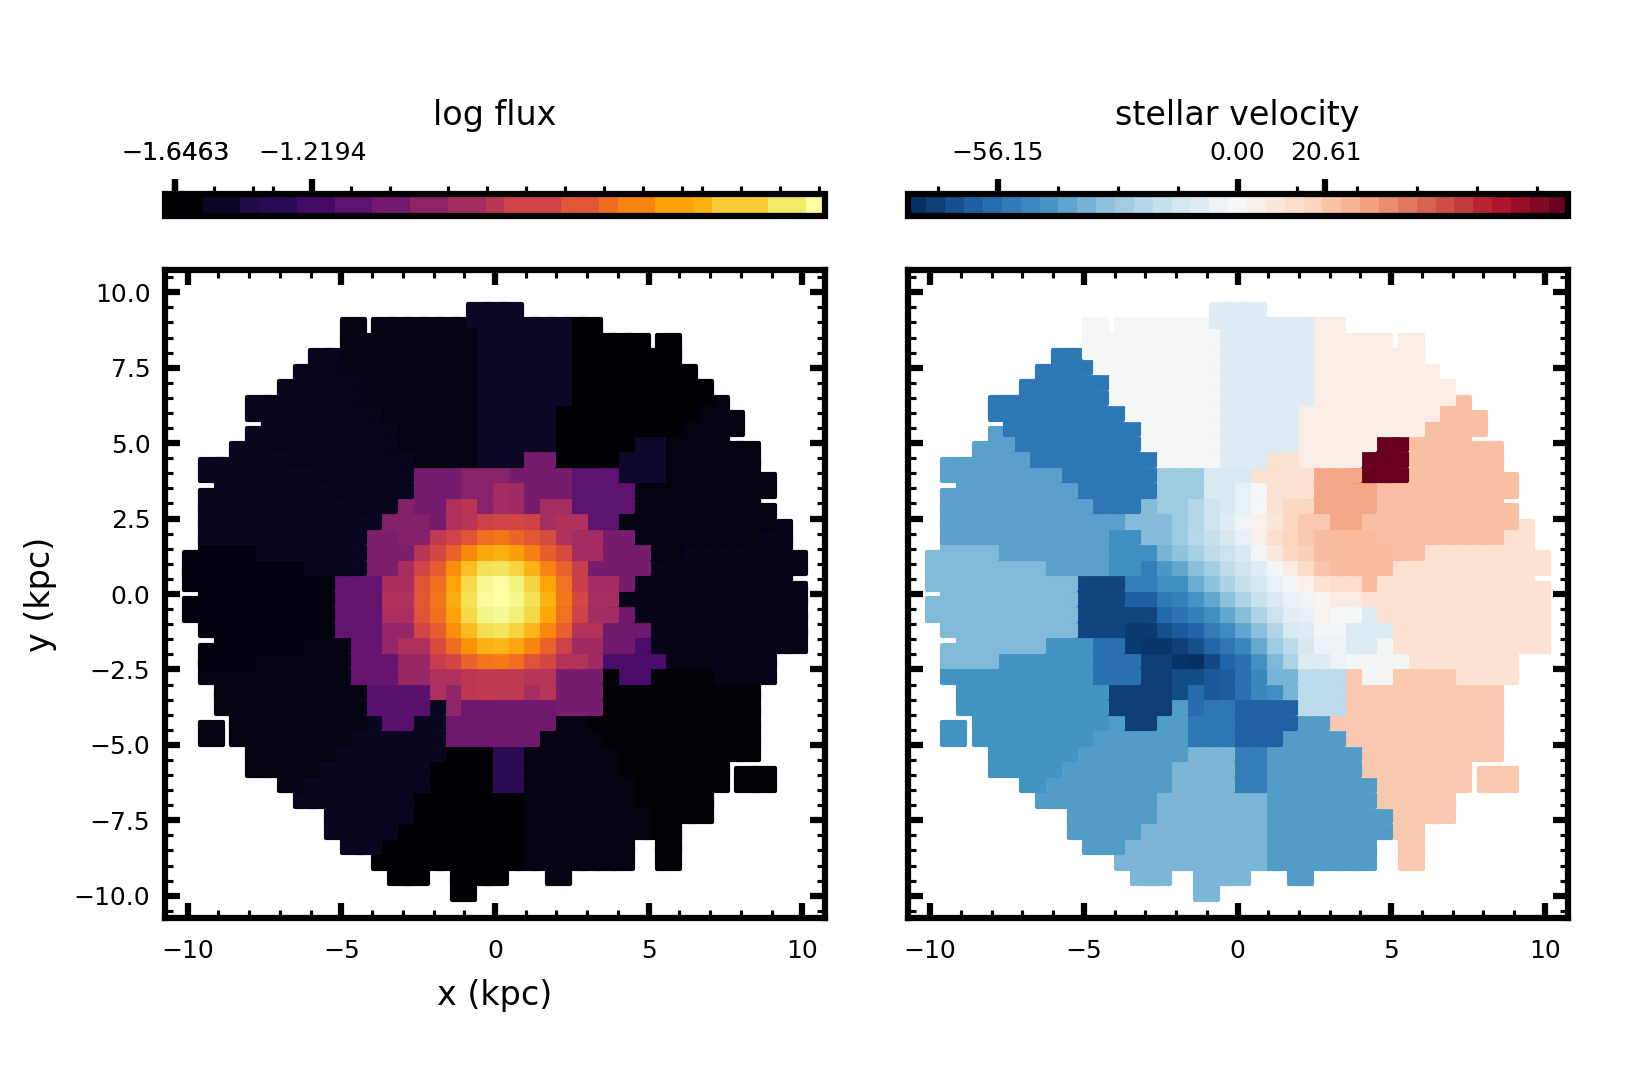 log flux
stellar velocity
−1.6463 −1.2194
−56.15 0.00 20.61
10.0
7.5
5.0
2.5
0.0
−2.5
−5.0
−7.5
−10.0
y (kpc)
−10 −5 0 5 10
−10 −5 0 5 10
x (kpc)